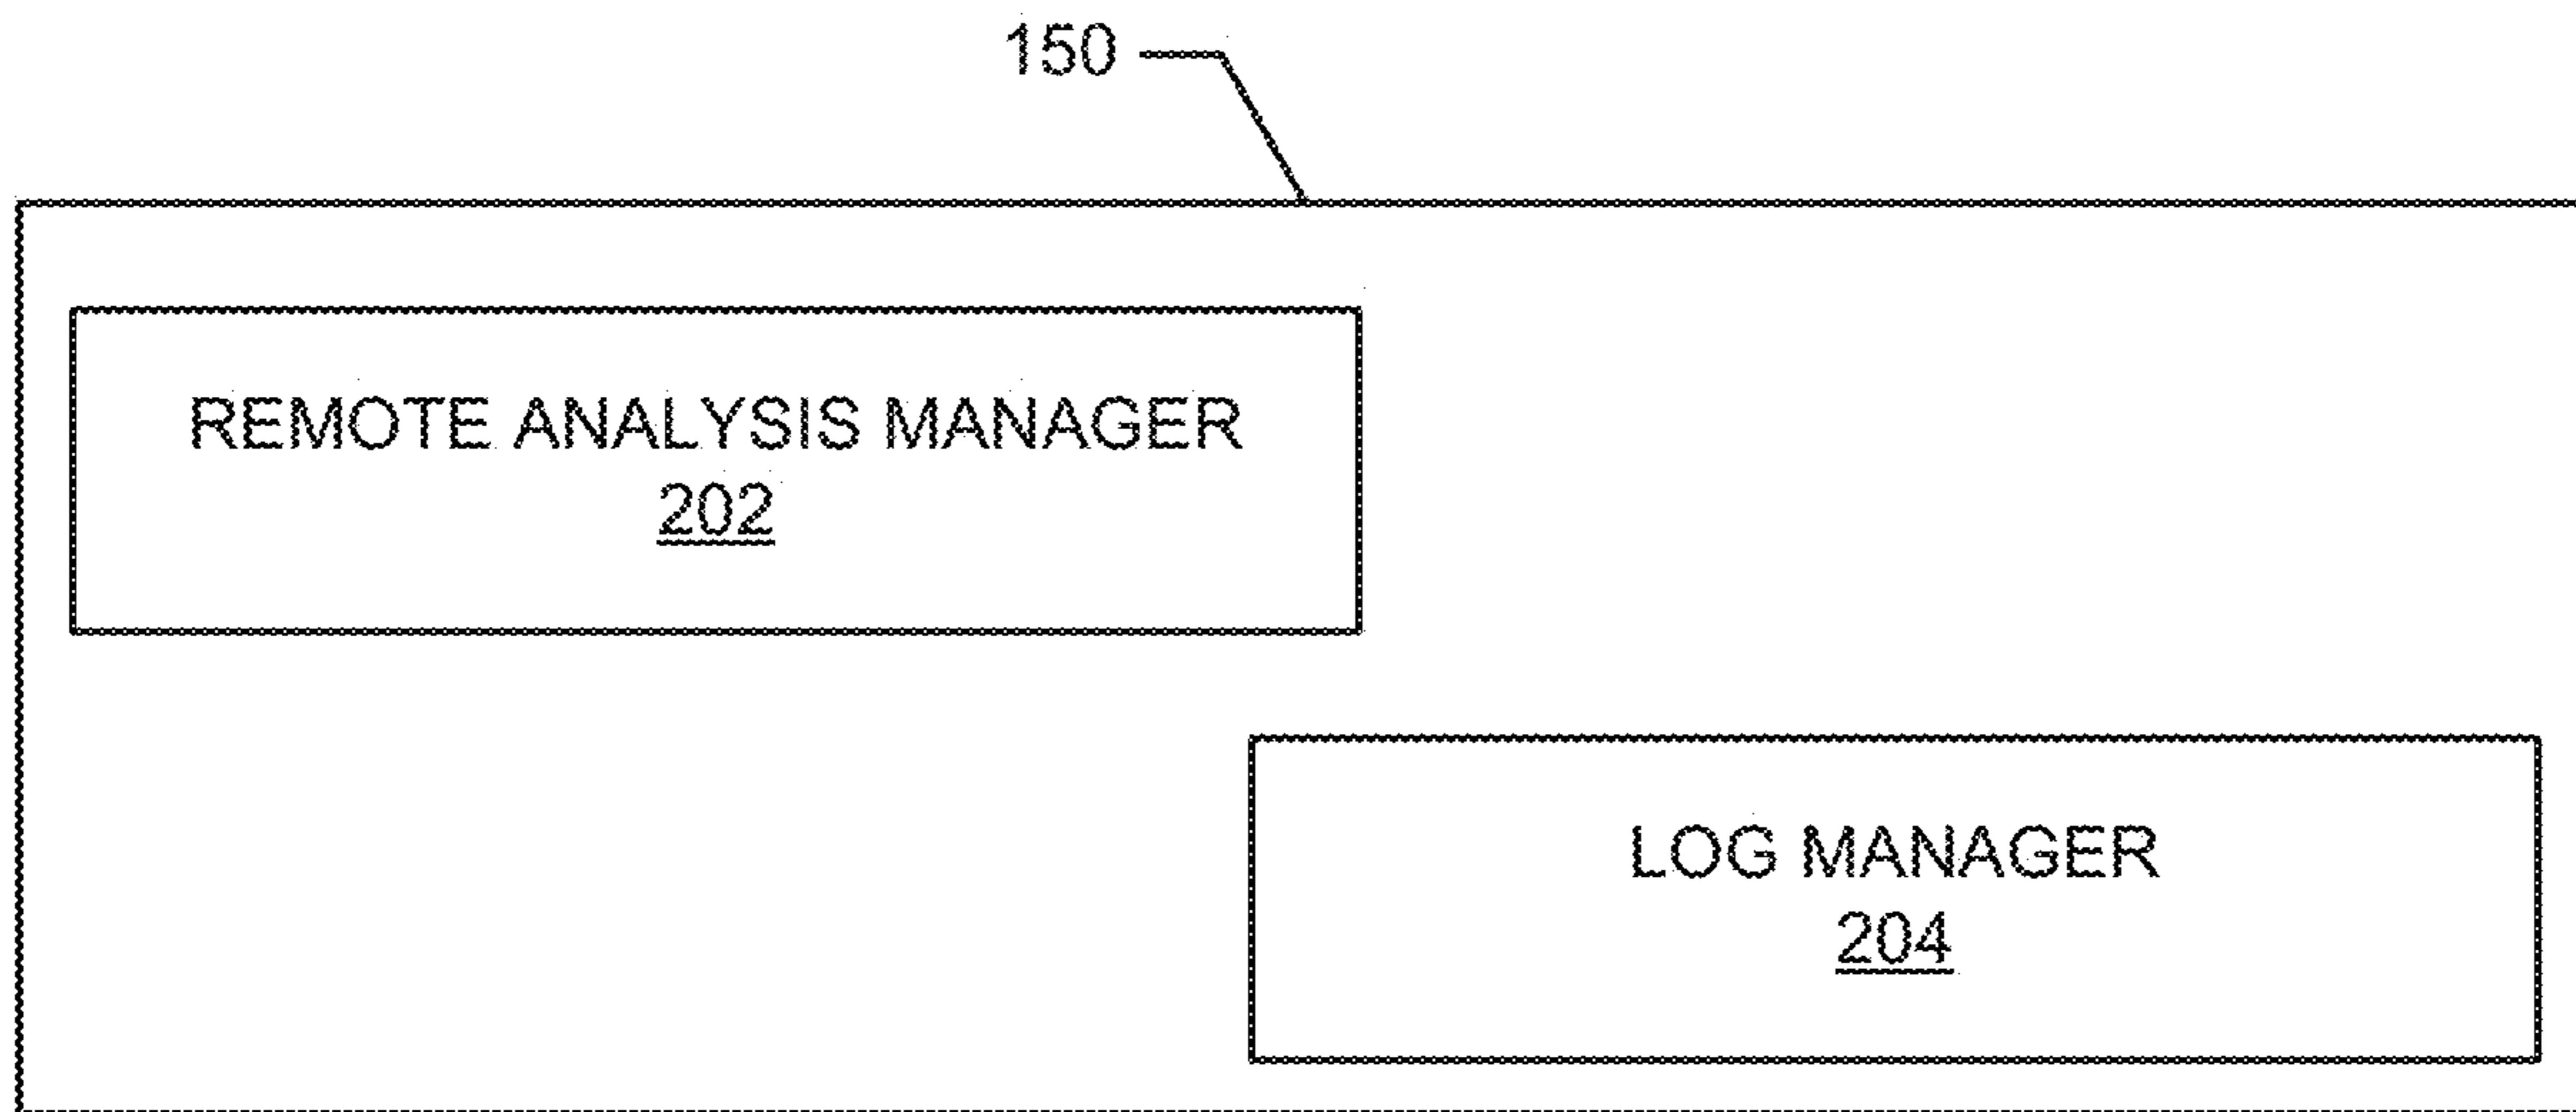 150
REMOTE ANALYSIS MANAGER
202
LOG MANAGER
204